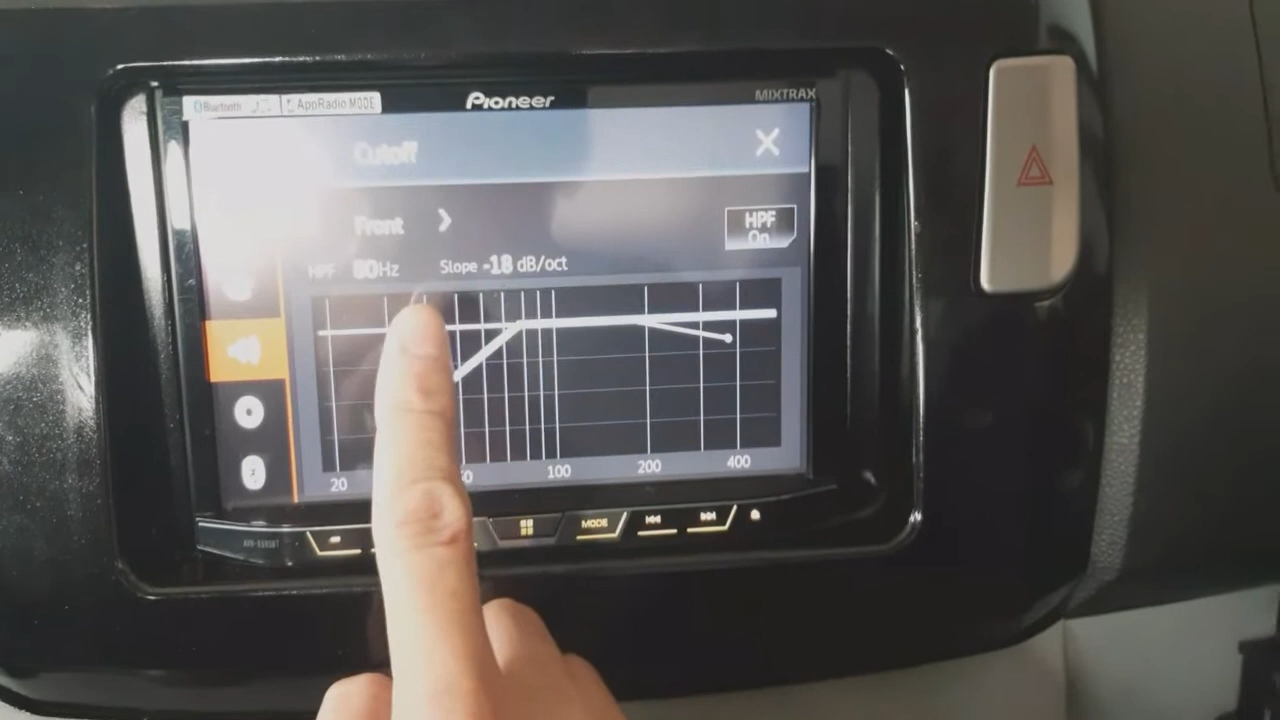 Bluetooth
AppRadio MODE
Pioneer
MIXTRAX
Cutoff
Front
HPF
On
HPF 80Hz
Slope -18 dB/oct
20
100
200
400
MODE